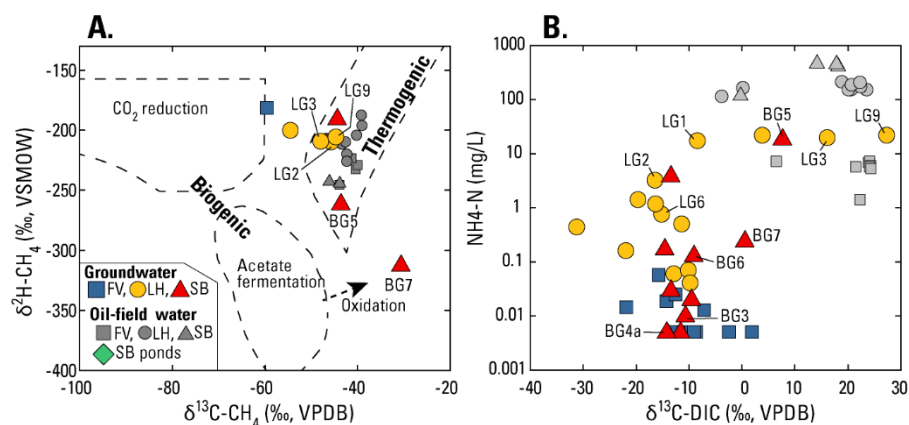 A.
δ²H-CH₄ (‰, VSMOW)
-150
-200
-250
-300
-350
-400
-100
-80
-60
-40
-20
δ¹³C-CH₄ (‰, VPDB)
CO₂ reduction
Biogenic
Thermogenic
Acetate
fermentation
Oxidation
LG3
LG9
LG2
BG5
BG7
Groundwater
FV, LH, SB
Oil-field water
FV, LH, SB
SB ponds
B.
NH4-N (mg/L)
1000
100
10
1
0.1
0.01
0.001
-40
-30
-20
-10
0
10
20
30
δ¹³C-DIC (‰, VPDB)
BG5
LG9
LG1
LG3
LG2
LG6
BG7
BG6
BG3
BG4a